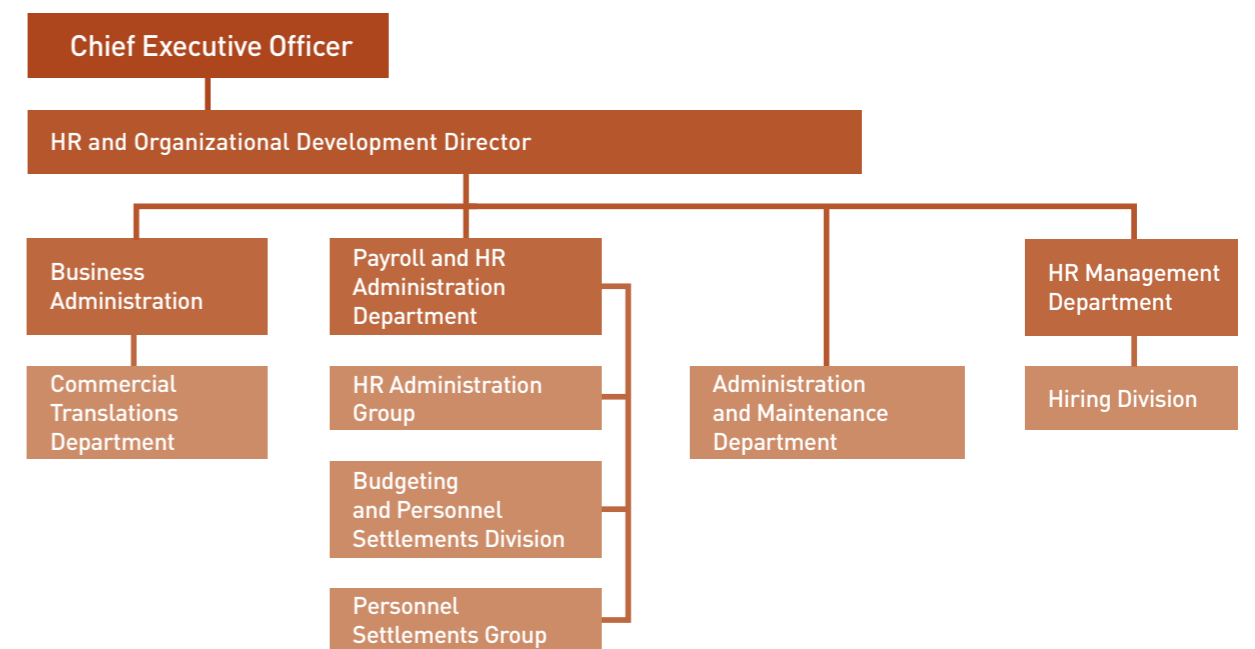 Chief Executive Officer
HR and Organizational Development Director
Business
Administration
Payroll and HR
Administration
Department
HR Management
Department
Commercial
Translations
Department
HR Administration
Group
Administration
and Maintenance
Department
Hiring Division
Budgeting
and Personnel
Settlements Division
Personnel
Settlements Group